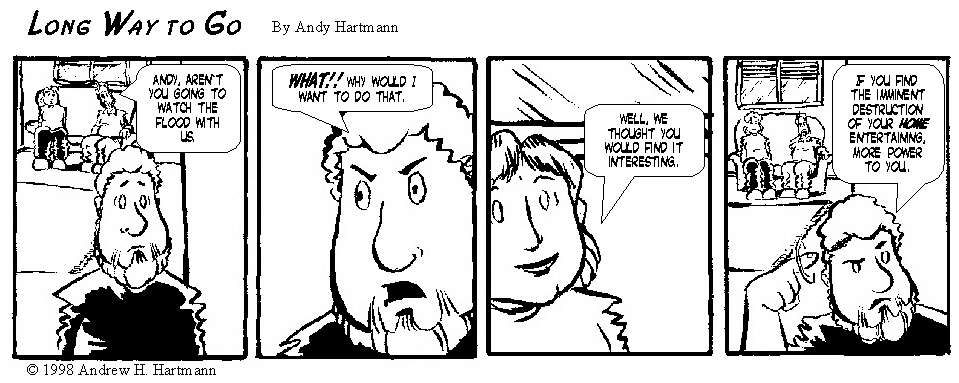 LONG WAY TO GO By Andy Hartmann
ANDY, AREN'T
YOU GOING TO
WATCH THE
FLOOD WITH
US.
WHAT!! WHY WOULD I
WANT TO DO THAT.
WELL, WE
THOUGHT YOU
WOULD FIND IT
INTERESTING.
IF YOU FIND
THE IMMINENT
DESTRUCTION
OF YOUR HOME
ENTERTAINING,
MORE POWER
TO YOU.
© 1998 Andrew H. Hartmann